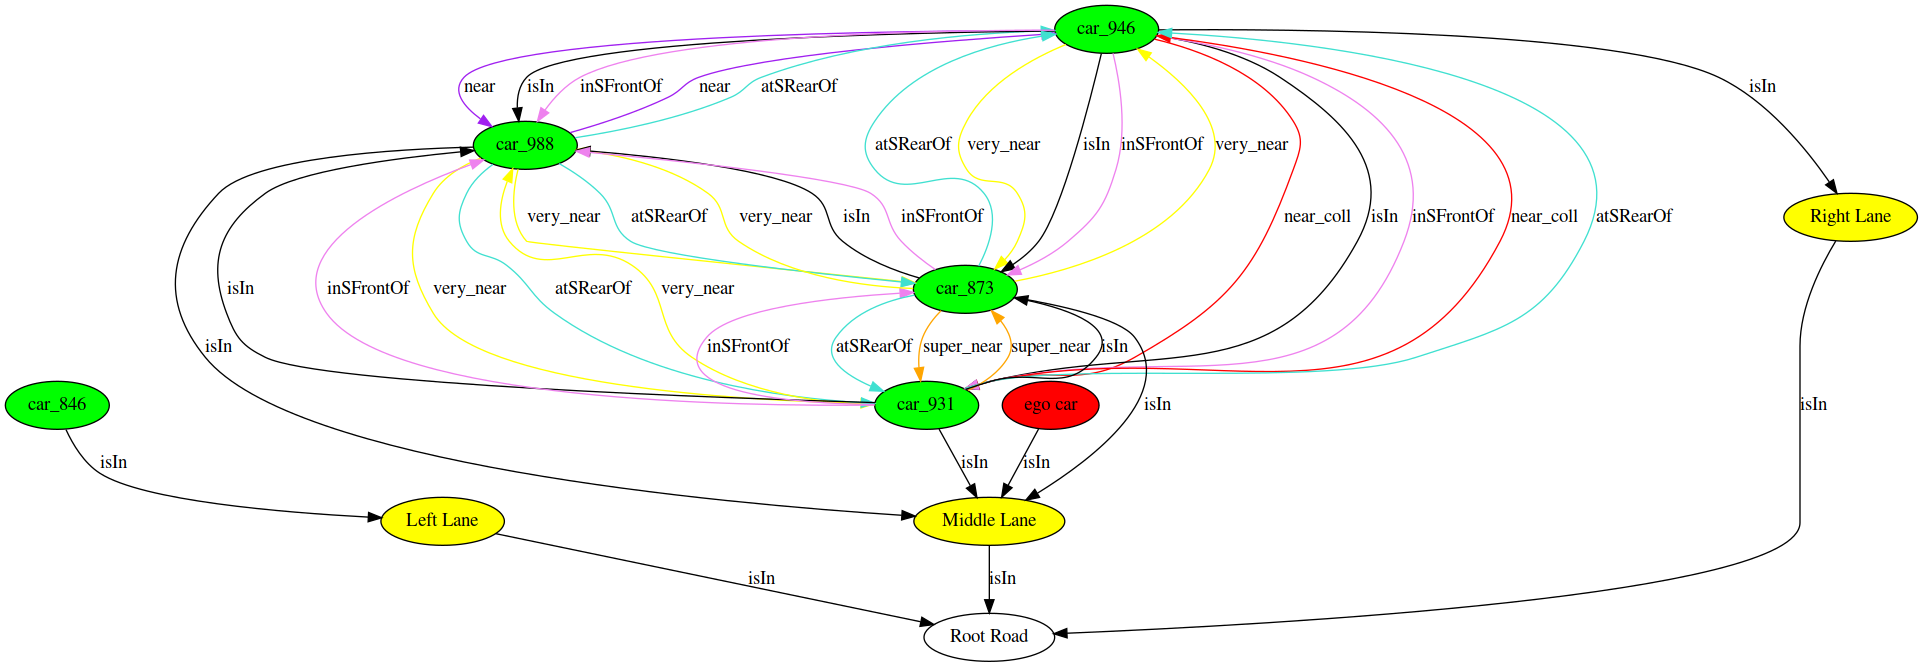 car_946
near
isIn
inSFrontOf
near
atSRearOf
isIn
car_988
atSRearOf
very_near
isIn
inSFrontOf
very_near
very_near
atSRearOf
very_near
isIn
inSFrontOf
near_coll
isIn
inSFrontOf
near_coll
atSRearOf
Right Lane
isIn
inSFrontOf
very_near
atSRearOf
very_near
car_873
isIn
inSFrontOf
atSRearOf
super_near
super_near
isIn
car_846
car_931
ego car
isIn
isIn
isIn
isIn
isIn
Left Lane
Middle Lane
isIn
isIn
Root Road